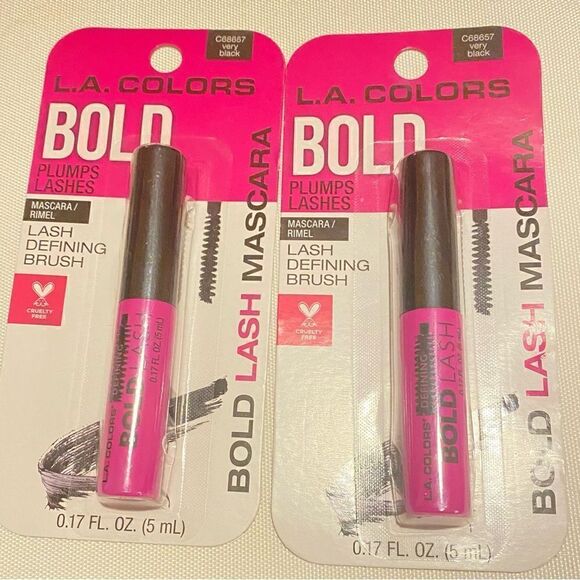 C68657
very
black
L.A. COLORS
BOLD
PLUMPS
LASHES
MASCARA/
RIMEL
LASH
DEFINING
BRUSH
CRUELTY
FREE
BOLD LASH MASCARA
L.A. COLORS®
BOLD LASH
0.17 FL. OZ. (5 mL)
0.17 FL. OZ. (5 mL)
C68657
very
black
L.A. COLORS
BOLD
PLUMPS
LASHES
MASCARA/
RIMEL
LASH
DEFINING
BRUSH
CRUELTY
FREE
BOLD LASH MASCARA
L.A. COLORS®
DEFINING
BOLD LASH
0.17 FL. OZ. (5 mL)